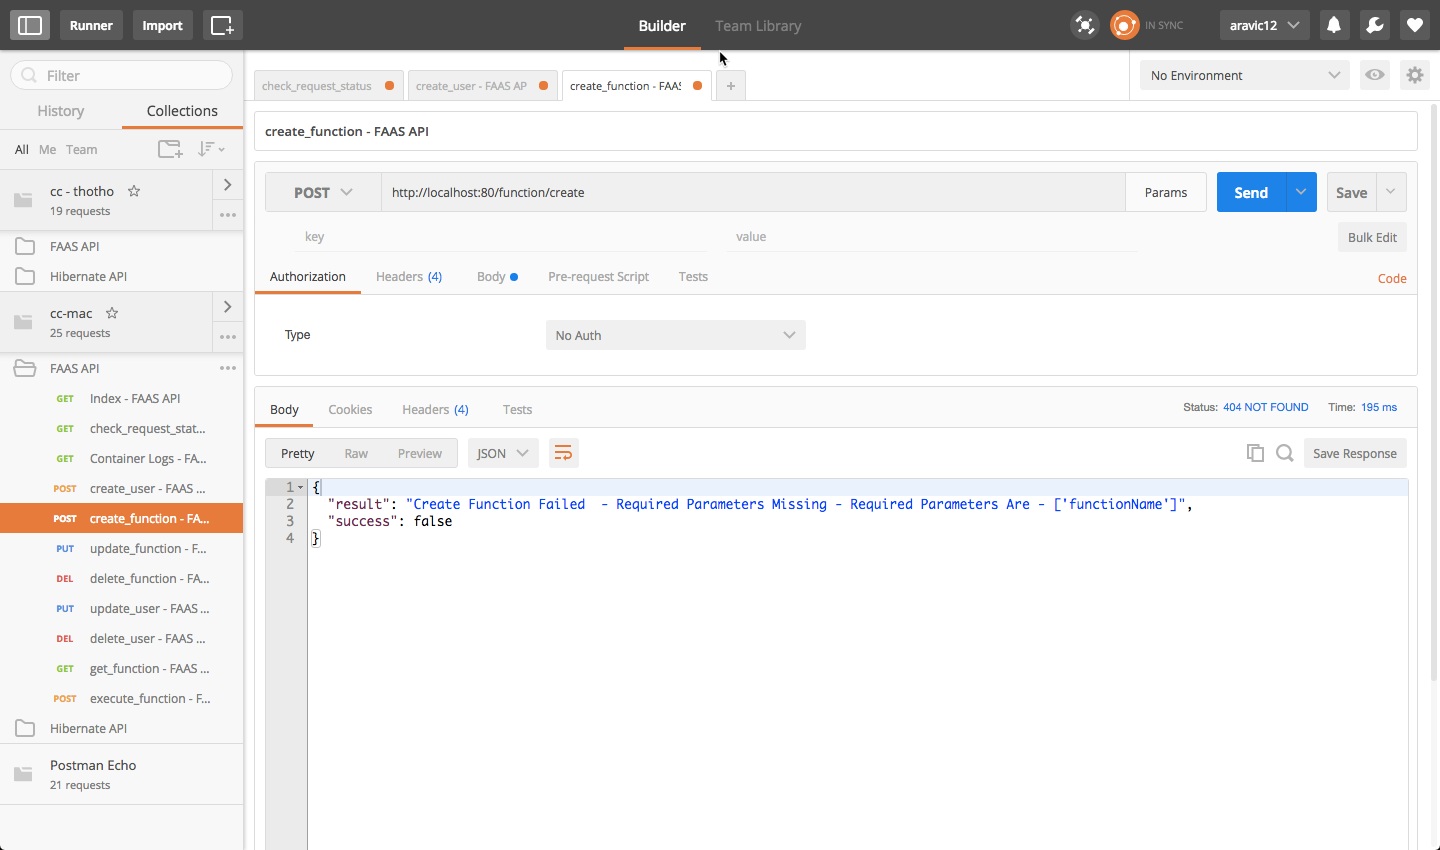 Runner Import Builder Team Library IN SYNC aravic12
Filter
History Collections
All Me Team
cc - thotho
19 requests
FAAS API
Hibernate API
cc-mac
25 requests
FAAS API
GET Index - FAAS API
GET check_request_stat...
GET Container Logs - FA...
POST create_user - FAAS ...
POST create_function - FA...
PUT update_function - F...
DEL delete_function - FA...
PUT update_user - FAAS ...
DEL delete_user - FAAS ...
GET get_function - FAAS ...
POST execute_function - F...
Hibernate API
Postman Echo
21 requests
check_request_status create_user - FAAS AP create_function - FAAS + No Environment
create_function - FAAS API
POST http://localhost:80/function/create Params Send Save
key value Bulk Edit
Authorization Headers (4) Body Pre-request Script Tests Code
Type No Auth
Body Cookies Headers (4) Tests Status: 404 NOT FOUND Time: 195 ms
Pretty Raw Preview JSON Save Response
1 {
2 "result": "Create Function Failed  - Required Parameters Missing - Required Parameters Are - ['functionName']",
3 "success": false
4 }